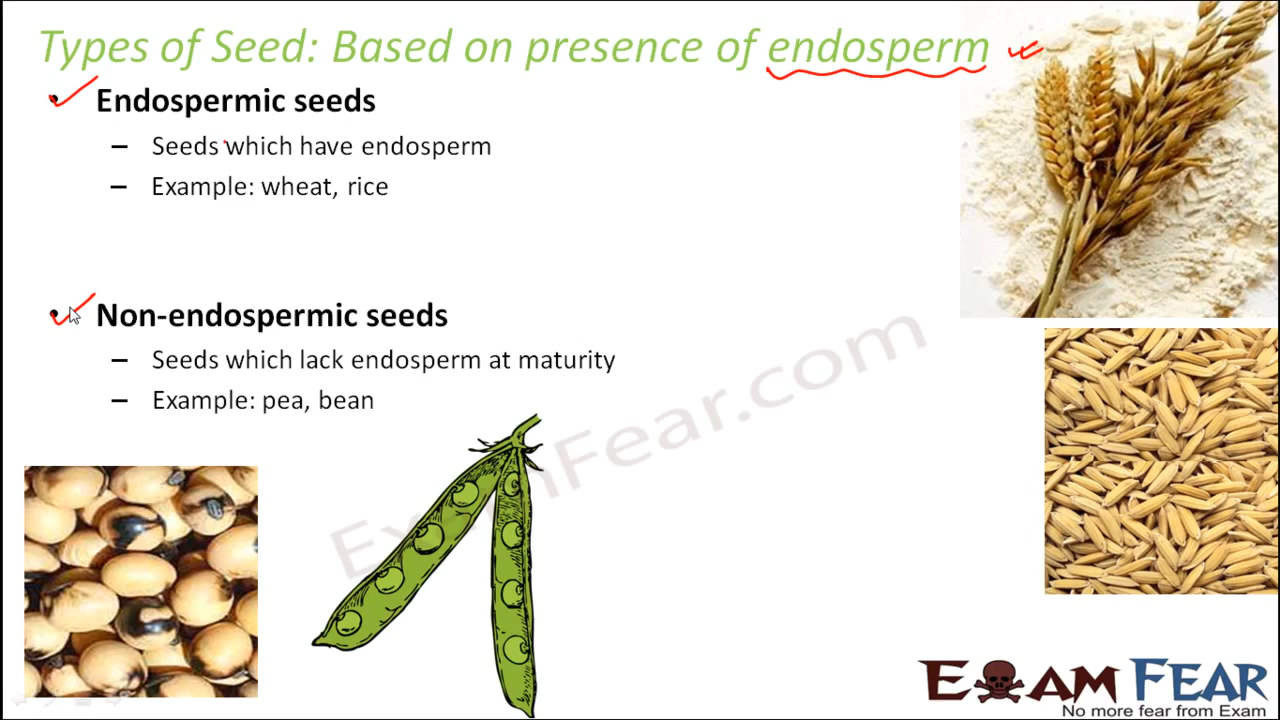 Types of Seed: Based on presence of endosperm
• Endospermic seeds
– Seeds which have endosperm
– Example: wheat, rice
• Non-endospermic seeds
– Seeds which lack endosperm at maturity
– Example: pea, bean
ExamFear.com
EXAM FEAR
No more fear from Exam